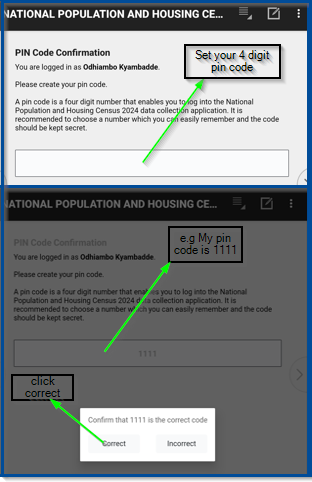 NATIONAL POPULATION AND HOUSING CE...
PIN Code Confirmation
You are logged in as Odhiambo Kyambadde.
Please create your pin code.
A pin code is a four digit number that enables you to log into the National
Population and Housing Census 2024 data collection application. It is
recommended to choose a number which you can easily remember and the code
should be kept secret.
Set your 4 digit
pin code
NATIONAL POPULATION AND HOUSING CE...
PIN Code Confirmation
You are logged in as Odhiambo Kyambadde.
Please create your pin code.
A pin code is a four digit number that enables you to log into the National
Population and Housing Census 2024 data collection application. It is
recommended to choose a number which you can easily remember and the code
should be kept secret.
e.g My pin
code is 1111
1111
click
correct
Confirm that 1111 is the correct code
Correct
Incorrect